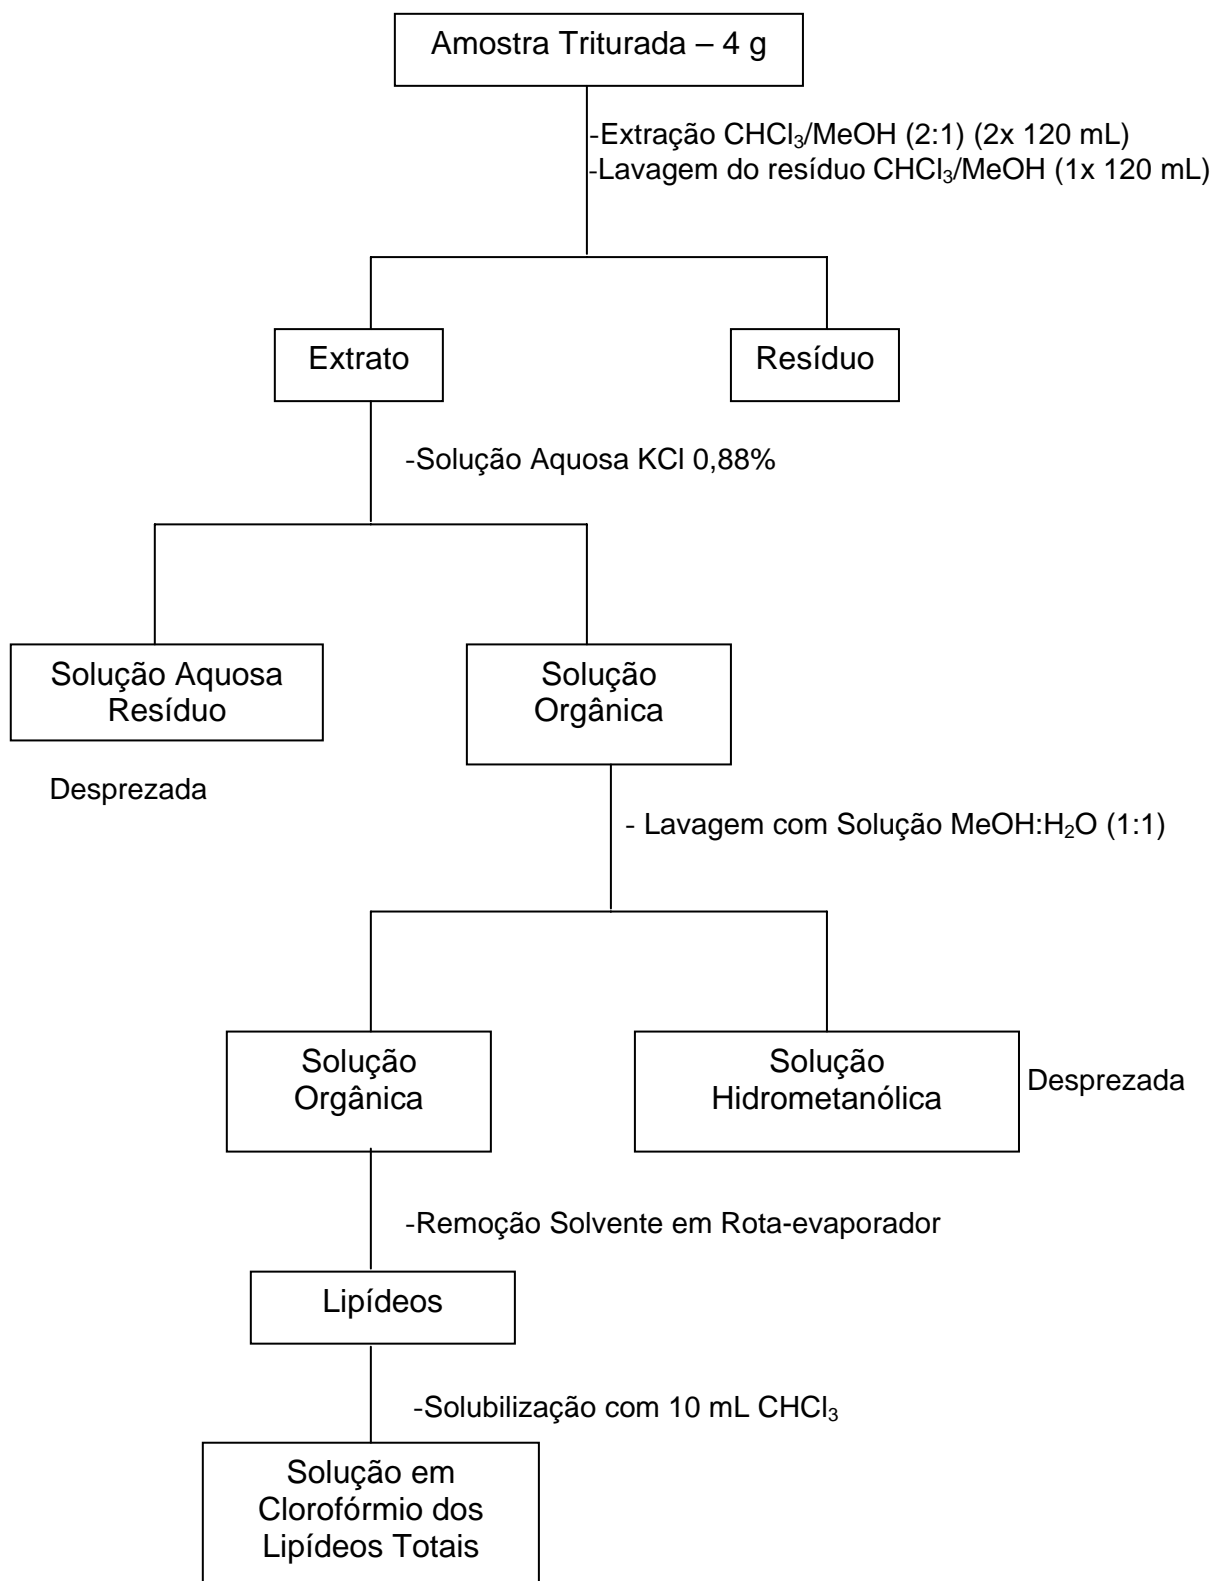 Amostra Triturada – 4 g
-Extração CHCl₃/MeOH (2:1) (2x 120 mL)
-Lavagem do resíduo CHCl₃/MeOH (1x 120 mL)
Extrato
Resíduo
-Solução Aquosa KCl 0,88%
Solução Aquosa
Resíduo
Solução
Orgânica
Desprezada
- Lavagem com Solução MeOH:H₂O (1:1)
Solução
Orgânica
Solução
Hidrometanólica
Desprezada
-Remoção Solvente em Rota-evaporador
Lipídeos
-Solubilização com 10 mL CHCl₃
Solução em
Clorofórmio dos
Lipídeos Totais